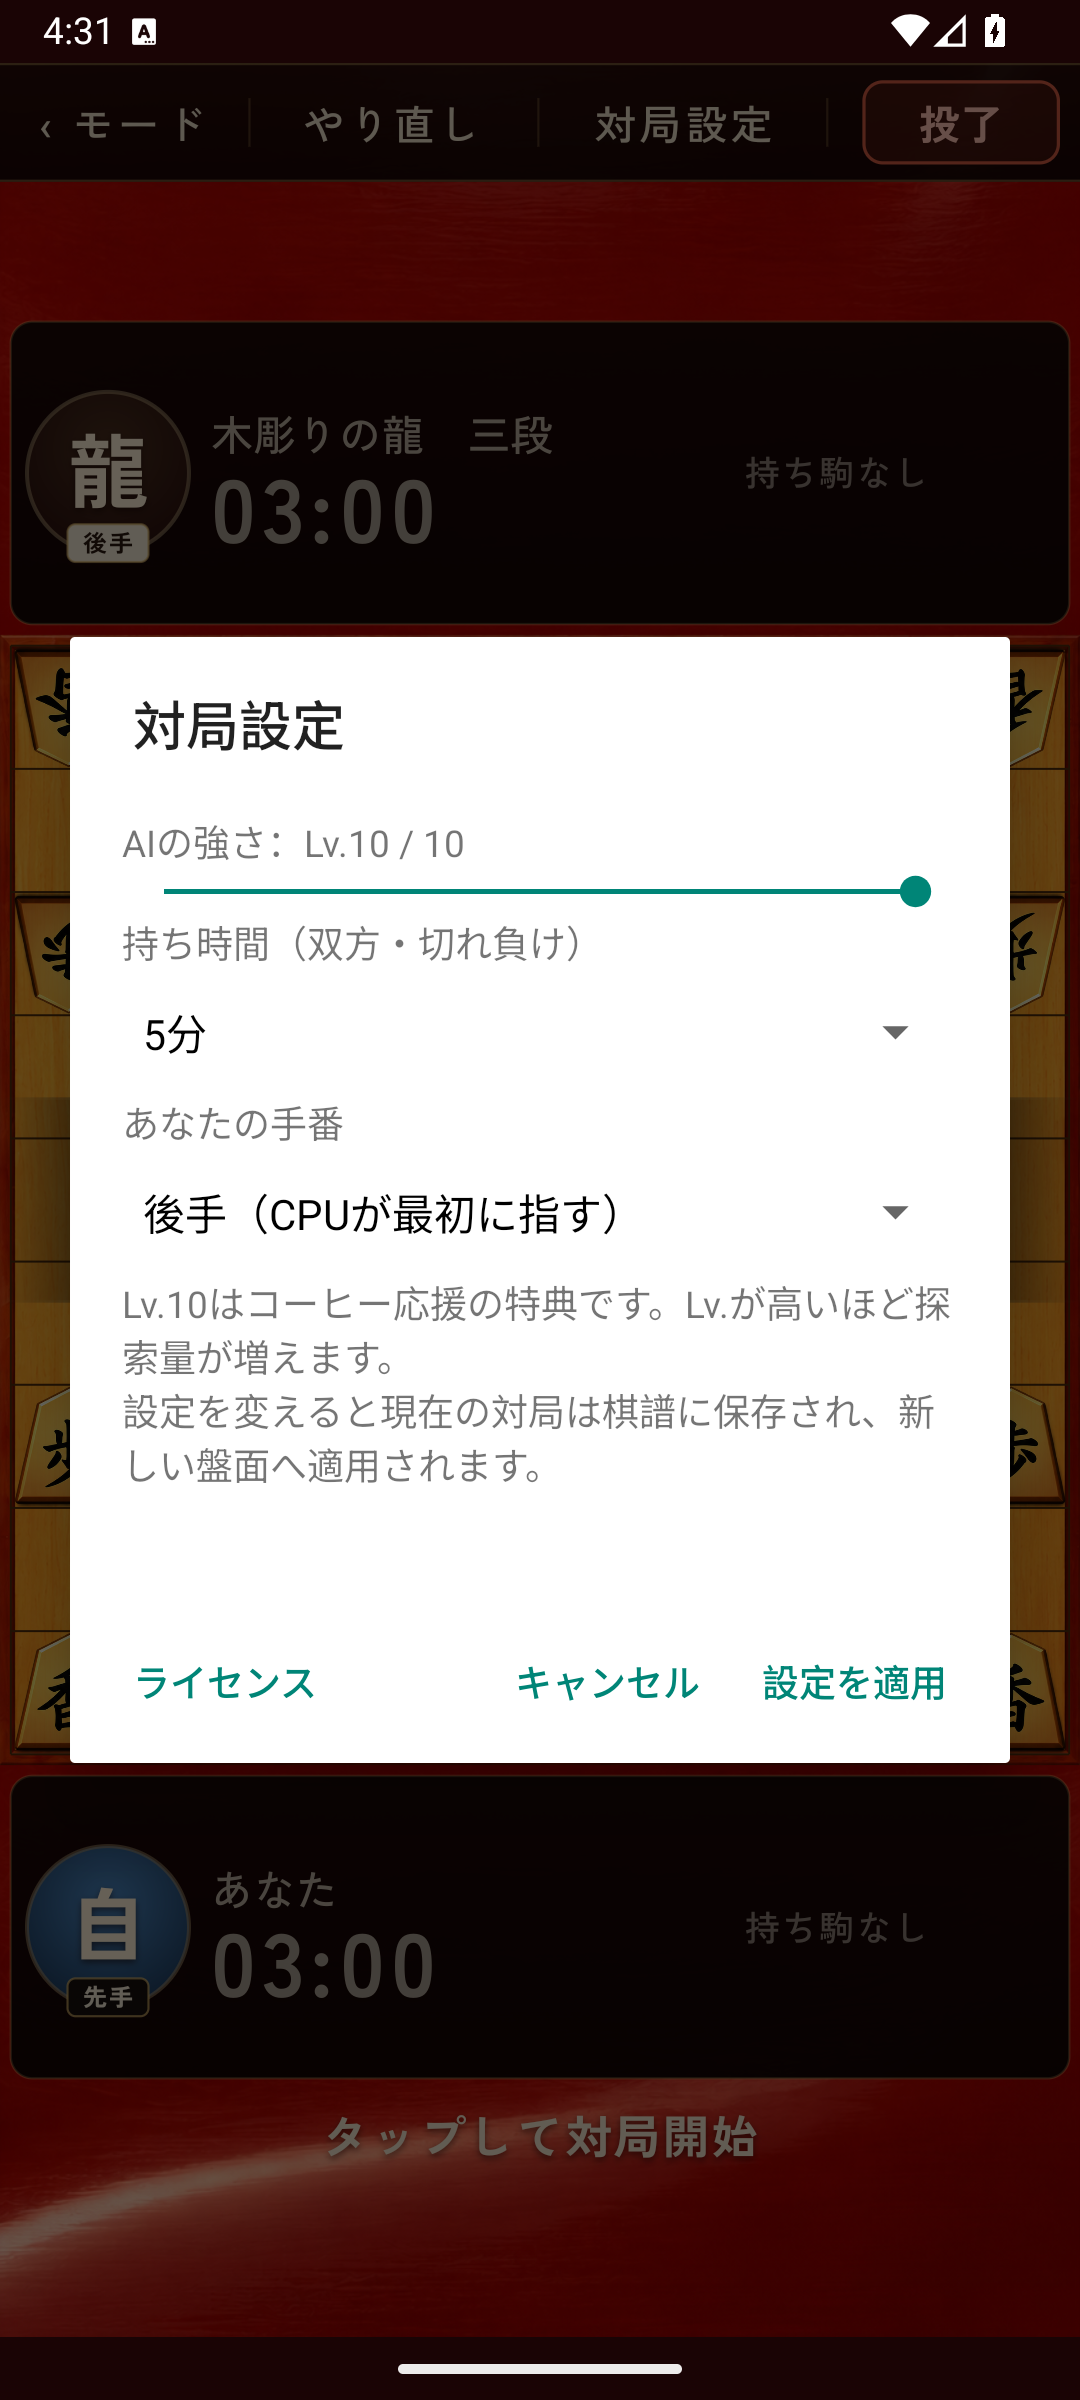 4:31
‹ モード
やり直し
対局設定
投了
龍
後手
木彫りの龍　三段
03:00
持ち駒なし
対局設定
AIの強さ：Lv.10 / 10
持ち時間（双方・切れ負け）
5分
あなたの手番
後手（CPUが最初に指す）
Lv.10はコーヒー応援の特典です。Lv.が高いほど探
索量が増えます。
設定を変えると現在の対局は棋譜に保存され、新
しい盤面へ適用されます。
ライセンス
キャンセル
設定を適用
自
先手
あなた
03:00
持ち駒なし
タップして対局開始